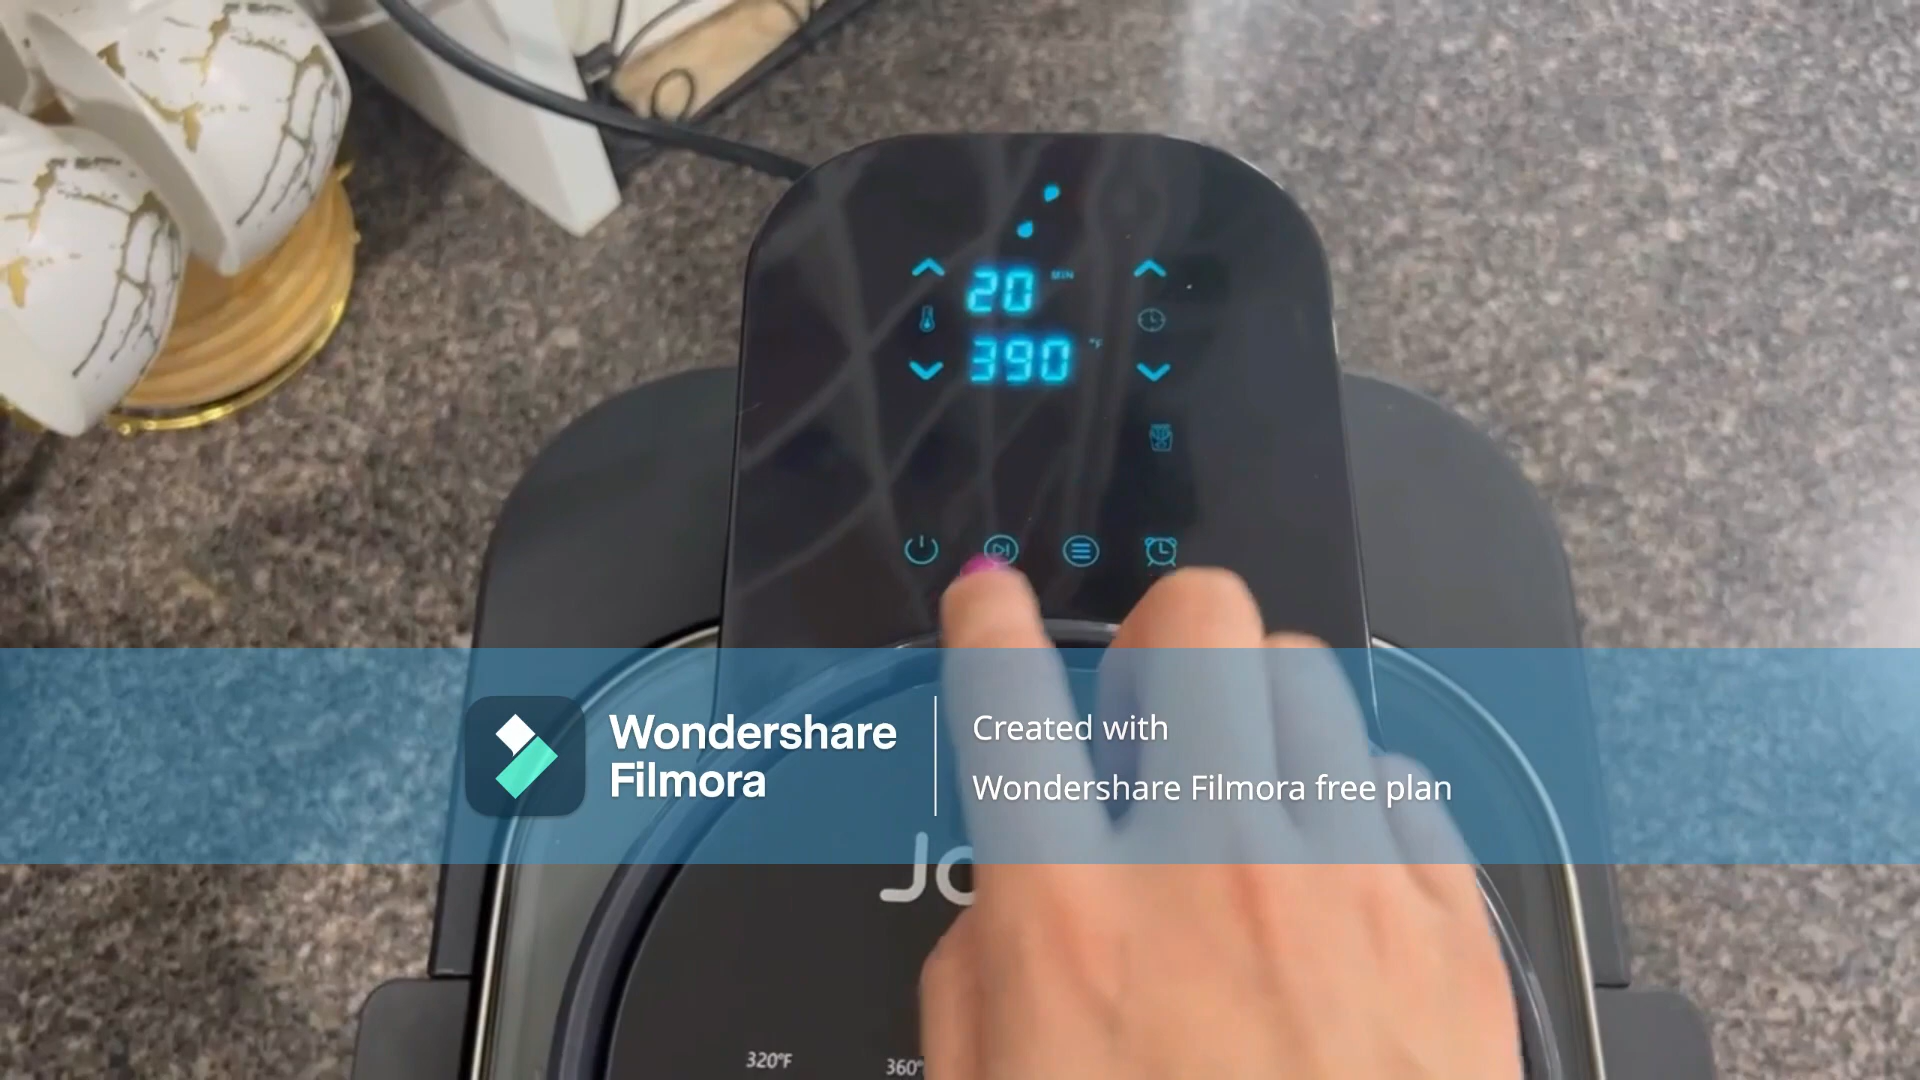 20 MIN
390 °F
Wondershare
Filmora
Created with
Wondershare Filmora free plan
320°F
360°